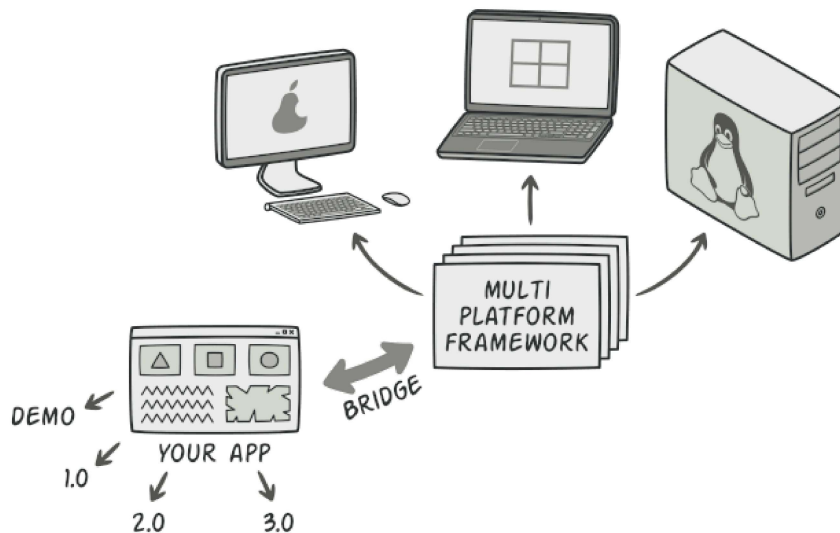 MULTI
PLATFORM
FRAMEWORK
BRIDGE
DEMO
YOUR APP
1.0
2.0
3.0